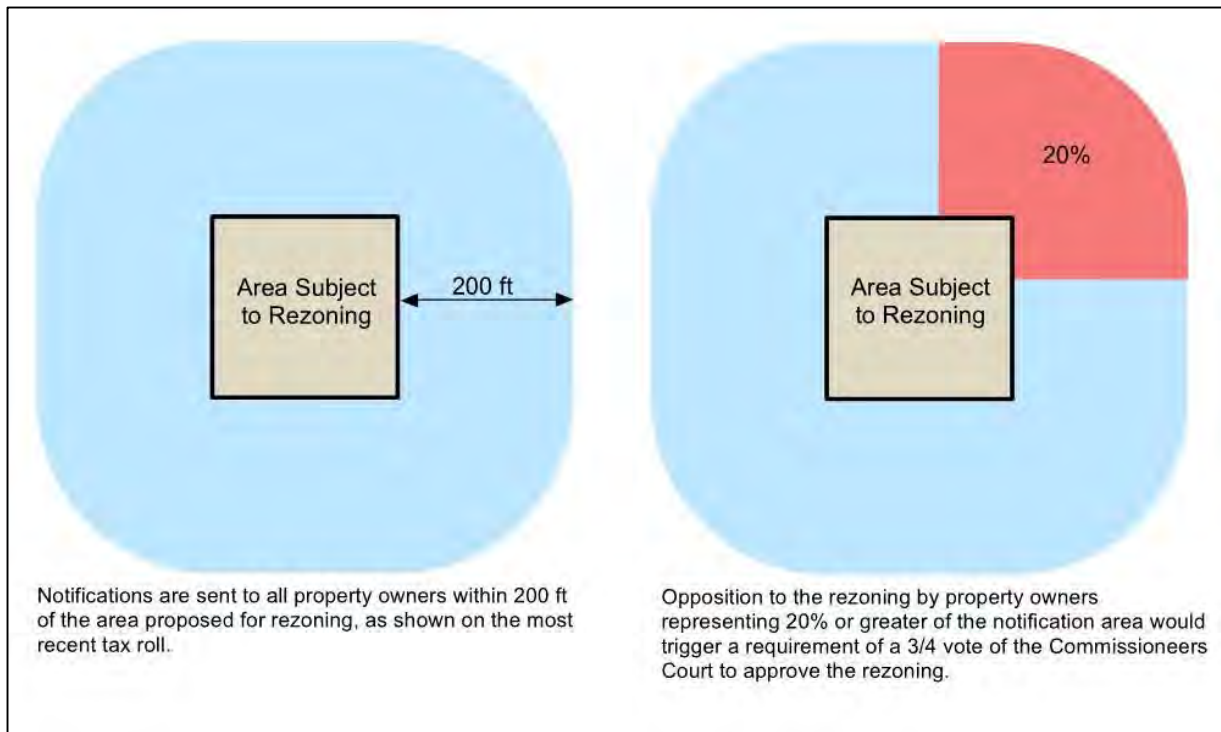 Area Subject
to Rezoning
200 ft
Notifications are sent to all property owners within 200 ft
of the area proposed for rezoning, as shown on the most
recent tax roll.
20%
Area Subject
to Rezoning
Opposition to the rezoning by property owners
representing 20% or greater of the notification area would
trigger a requirement of a 3/4 vote of the Commissioneers
Court to approve the rezoning.